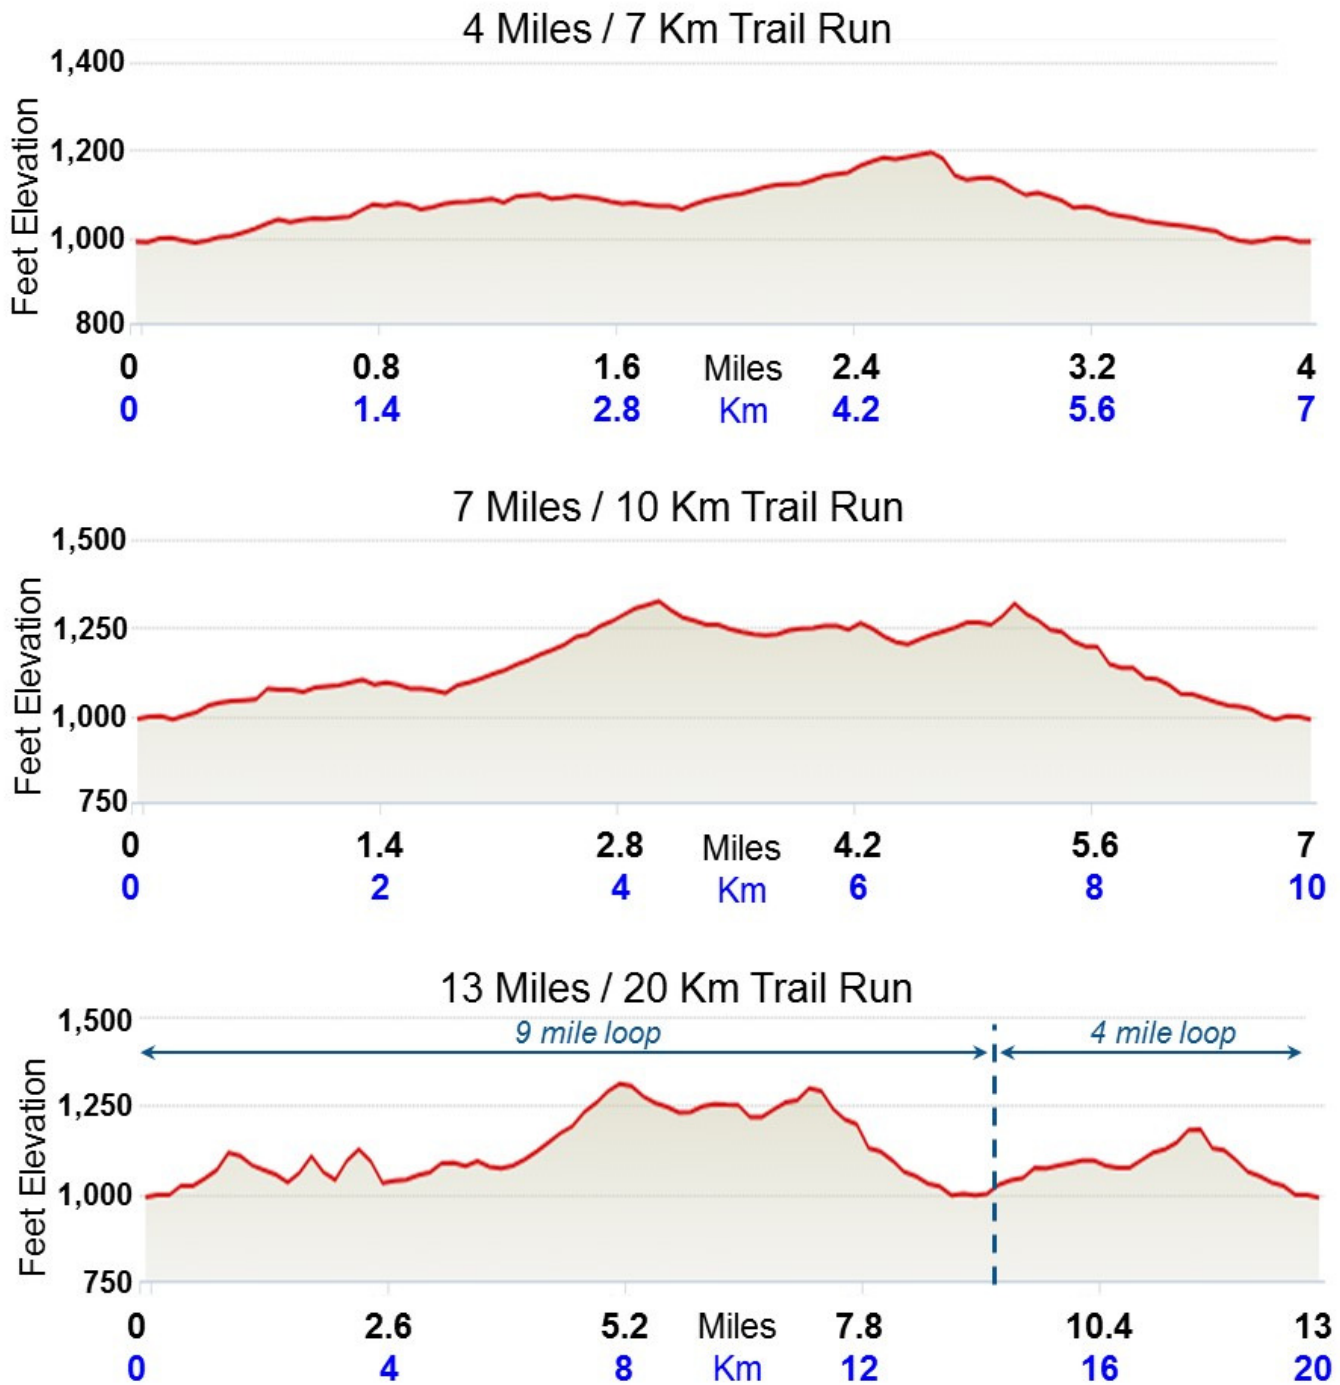 4 Miles / 7 Km Trail Run
1,400
1,200
1,000
800
Feet Elevation
0 0.8 1.6 Miles 2.4 3.2 4
0 1.4 2.8 Km 4.2 5.6 7
7 Miles / 10 Km Trail Run
1,500
1,250
1,000
750
Feet Elevation
0 1.4 2.8 Miles 4.2 5.6 7
0 2 4 Km 6 8 10
13 Miles / 20 Km Trail Run
1,500
9 mile loop 4 mile loop
1,250
1,000
750
Feet Elevation
0 2.6 5.2 Miles 7.8 10.4 13
0 4 8 Km 12 16 20